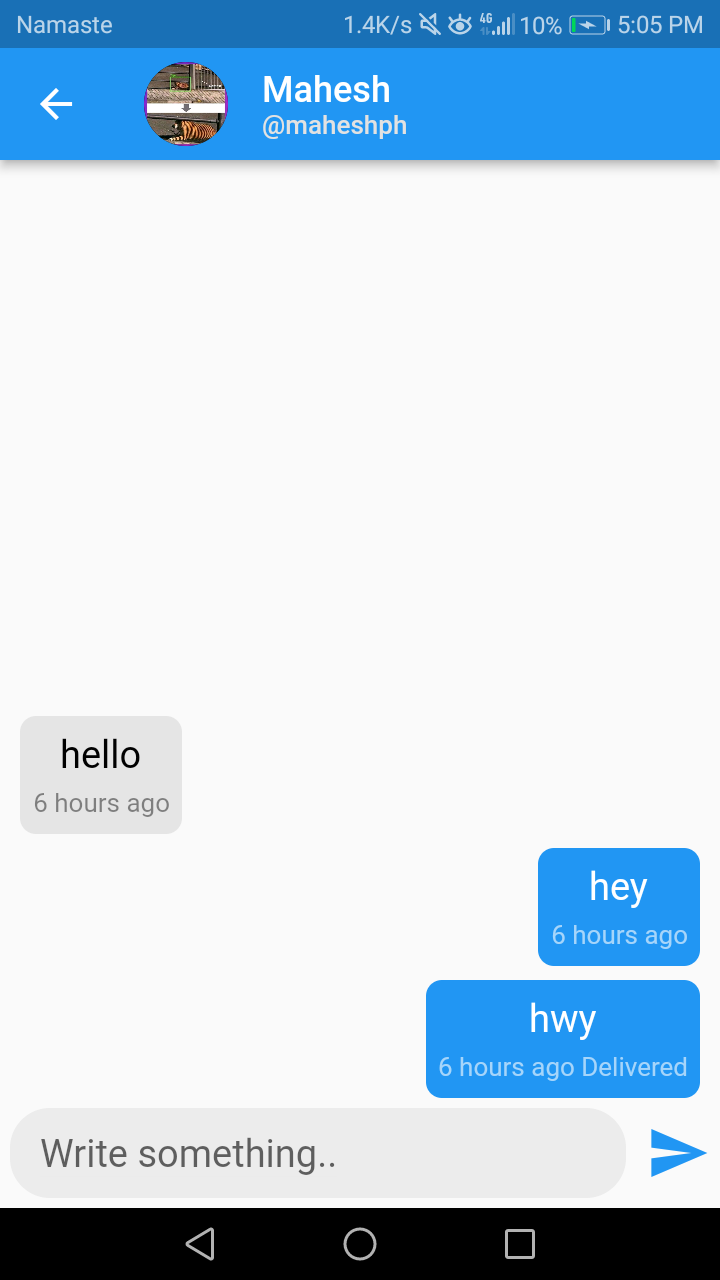 Namaste 1.4K/s 4G 10% 5:05 PM
Mahesh
@maheshph
hello
6 hours ago
hey
6 hours ago
hwy
6 hours ago Delivered
Write something..